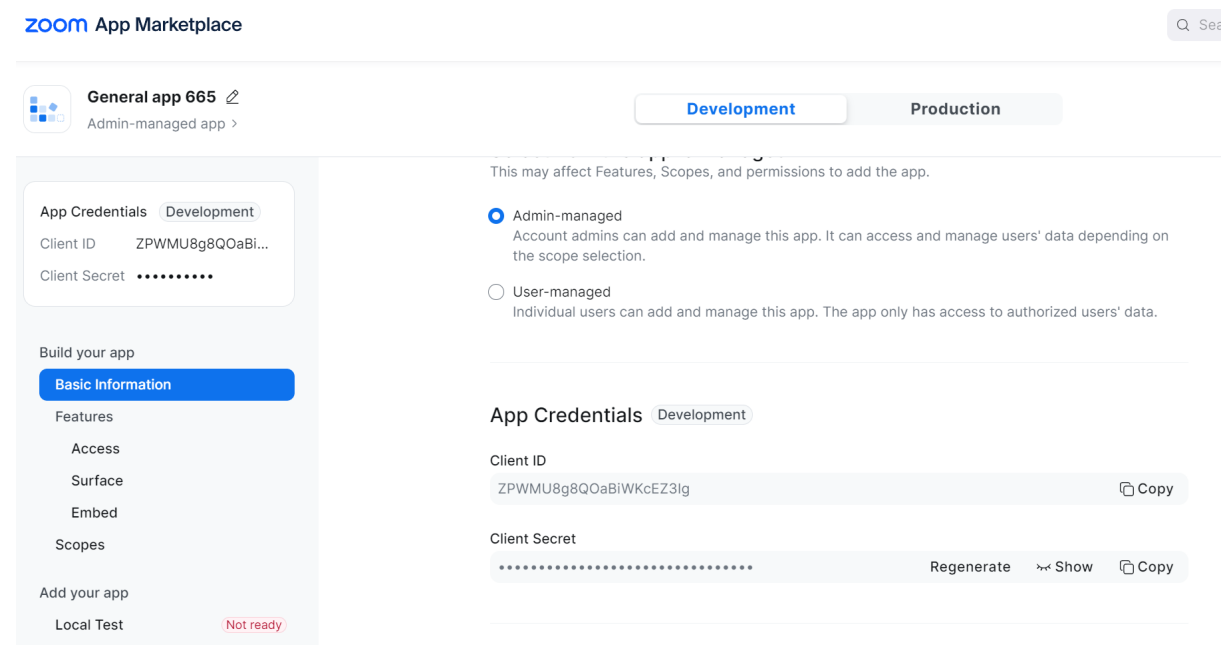 zoom App Marketplace
Sea
General app 665
Admin-managed app >
Development
Production
This may affect Features, Scopes, and permissions to add the app.
App Credentials Development
Client ID ZPWMU8g8QOaBi...
Client Secret ••••••••••
Build your app
Basic Information
Features
Access
Surface
Embed
Scopes
Add your app
Local Test Not ready
Admin-managed
Account admins can add and manage this app. It can access and manage users' data depending on
the scope selection.
User-managed
Individual users can add and manage this app. The app only has access to authorized users' data.
App Credentials Development
Client ID
ZPWMU8g8QOaBiWKcEZ3Ig Copy
Client Secret
•••••••••••••••••••••••••••••••• Regenerate Show Copy